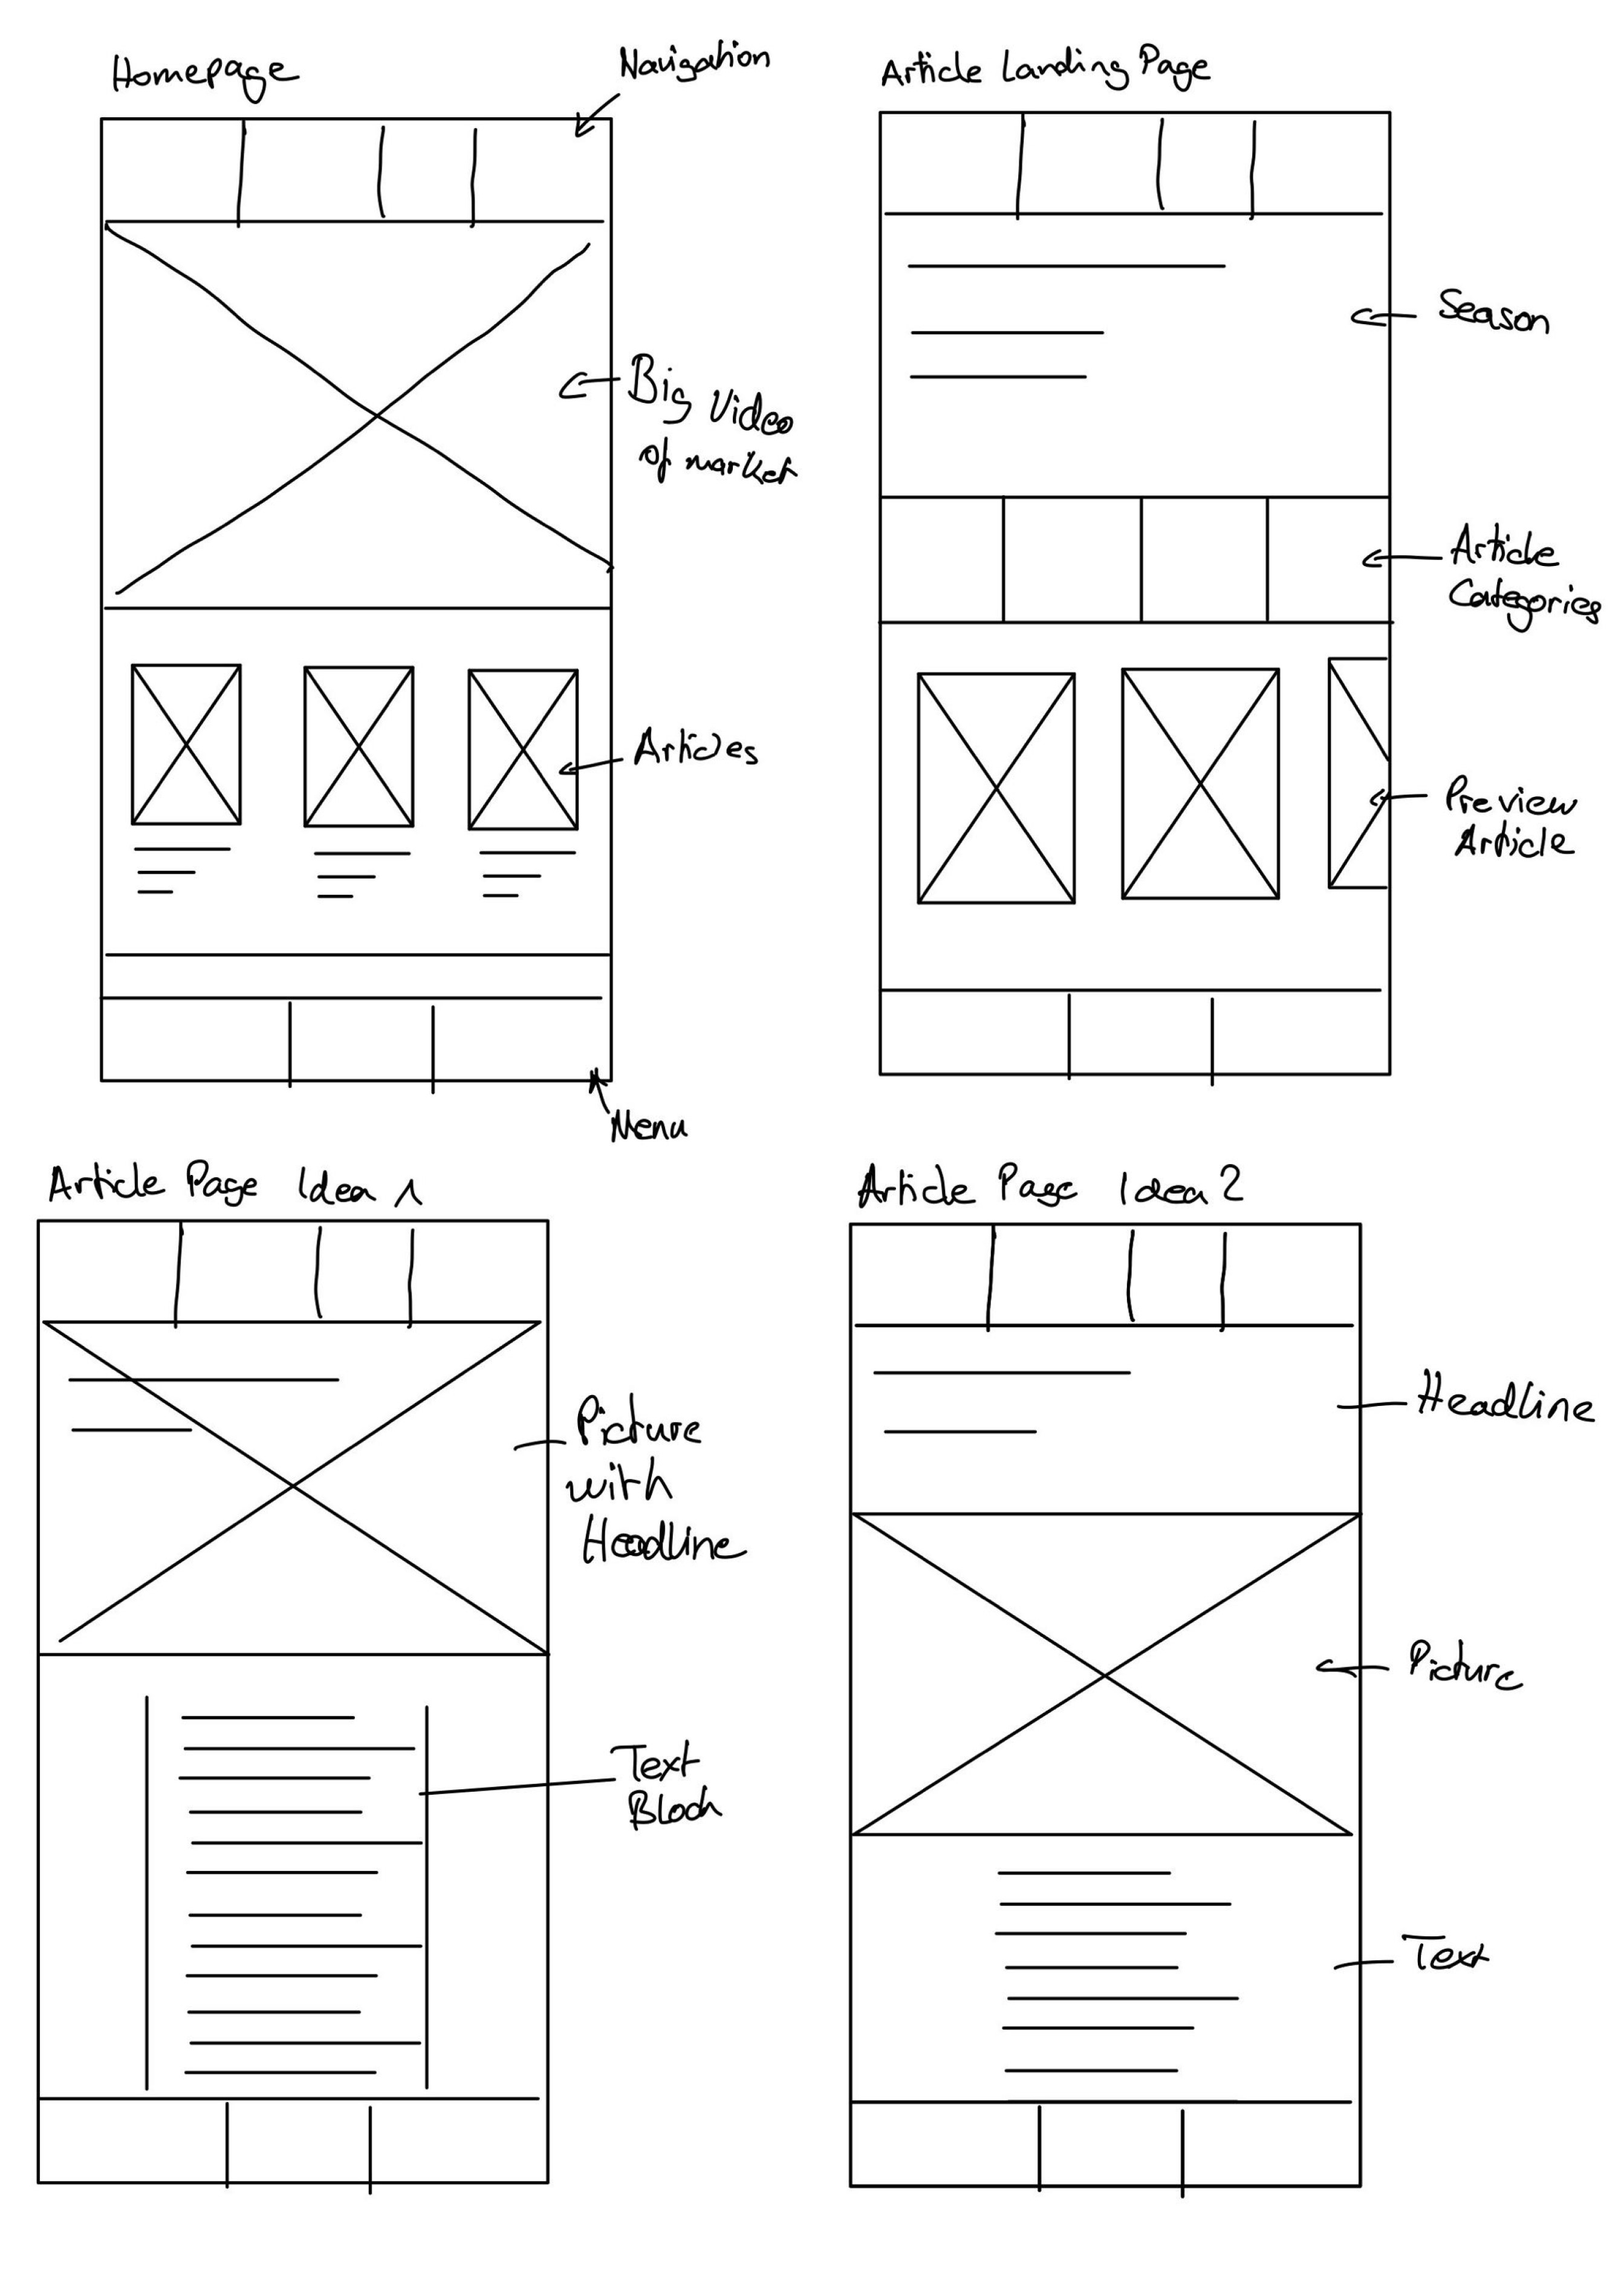 Homepage
Navigation
Big Video
of market
Articles
Menu
Article Landing Page
Season
Article
Categories
Preview
Article
Article Page Idea 1
Picture
with
Headline
Text
Block
Article Page Idea 2
Headline
Picture
Text